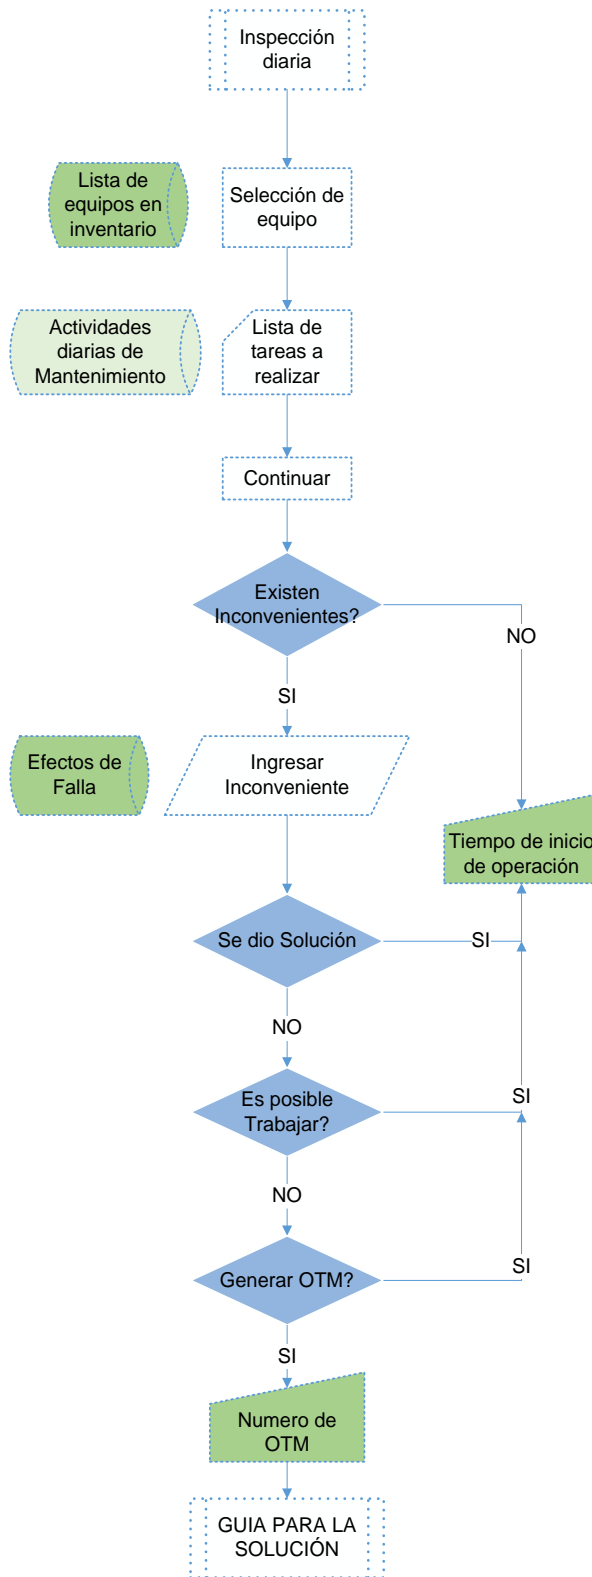 Inspección
diaria
Lista de
equipos en
inventario
Selección de
equipo
Actividades
diarias de
Mantenimiento
Lista de
tareas a
realizar
Continuar
Existen
Inconvenientes?
NO
SI
Efectos de
Falla
Ingresar
Inconveniente
Tiempo de inicio
de operación
Se dio Solución
SI
NO
Es posible
Trabajar?
SI
NO
Generar OTM?
SI
SI
Numero de
OTM
GUIA PARA LA
SOLUCIÓN